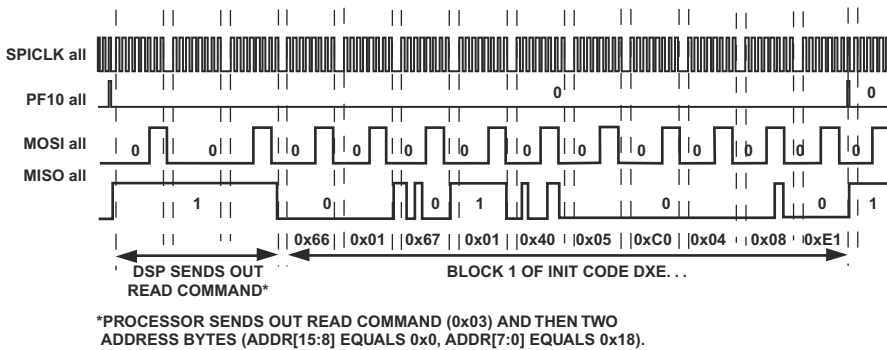 SPICLK all
PF10 all
0 0
MOSI all
0 0 0 0 0 0 0 0 0 0 0 0 0
MISO all
1 0 0 1 0 0 1
0x66 0x01 0x67 0x01 0x40 0x05 0xC0 0x04 0x08 0xE1
DSP SENDS OUT
READ COMMAND*
BLOCK 1 OF INIT CODE DXE. . .
*PROCESSOR SENDS OUT READ COMMAND (0x03) AND THEN TWO
ADDRESS BYTES (ADDR[15:8] EQUALS 0x0, ADDR[7:0] EQUALS 0x18).